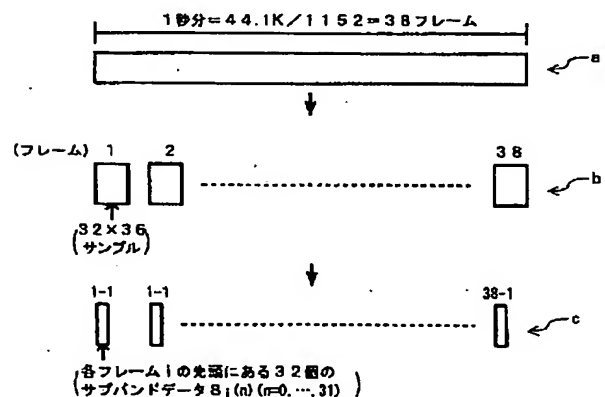 1秒分=44.1K/1152=38フレーム
a
(フレーム) 1 2 38
b
(32×36
サンプル)
1-1 1-1 38-1
c
(各フレームiの先頭にある32個の
サブバンドデータSi(n)(n=0,…,31))